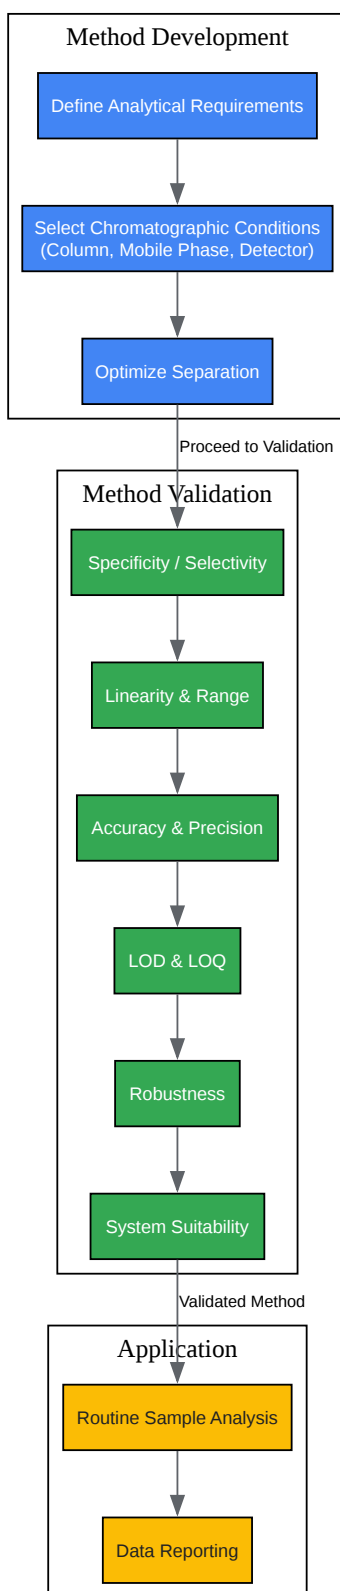 Method Development
Define Analytical Requirements
Select Chromatographic Conditions
(Column, Mobile Phase, Detector)
Optimize Separation
Proceed to Validation
Method Validation
Specificity / Selectivity
Linearity & Range
Accuracy & Precision
LOD & LOQ
Robustness
System Suitability
Validated Method
Application
Routine Sample Analysis
Data Reporting